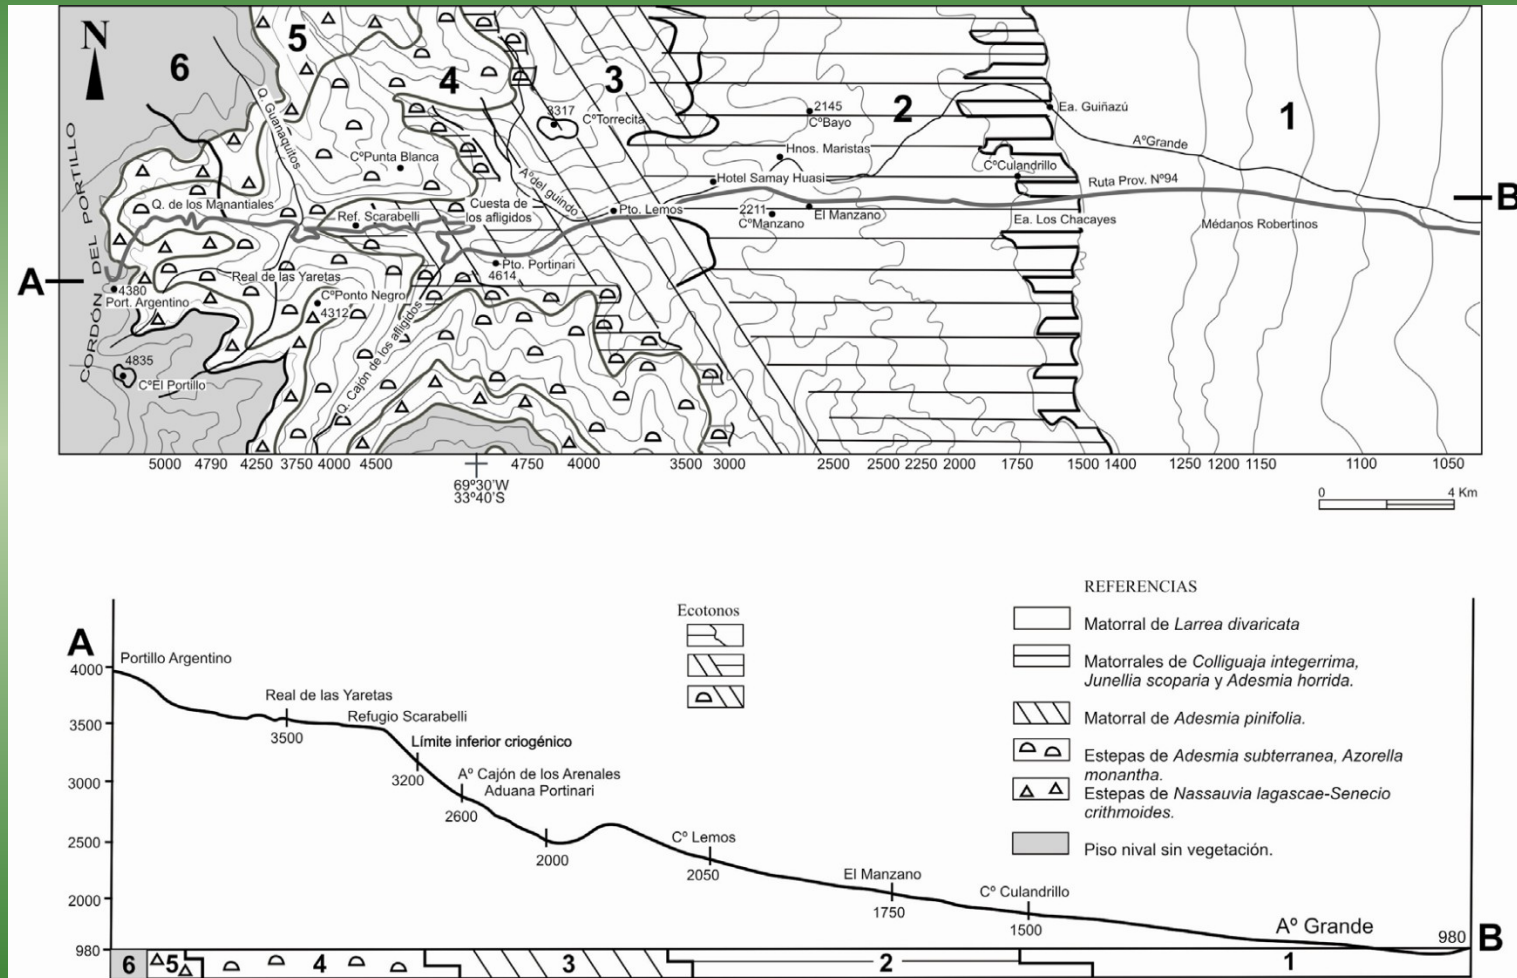 N
6
5
4
3
2
1
A
B
CORDÓN DEL PORTILLO
Q. Guanaquitos
3317
CºTorrecita
2145
CºBayo
Ea. Guiñazú
AºGrande
CºPunta Blanca
Hnos. Maristas
CºCulandrillo
Hotel Samay Huasi
Ruta Prov. Nº94
Aº del guindo
Q. de los Manantiales
Ref. Scarabelli
Cuesta de
los afligidos
Pto. Lemos
2211
CºManzano
El Manzano
Ea. Los Chacayes
Médanos Robertinos
Real de las Yaretas
Pto. Portinari
4614
4380
Port. Argentino
CºPonto Negro
4312
Q. Cajón de los afligidos
4835
CºEl Portillo
5000 4790 4250 3750 4000 4500 4750 4000 3500 3000 2500 2500 2250 2000 1750 1500 1400 1250 1200 1150 1100 1050
69º30'W
33º40'S
0 4 Km
REFERENCIAS
Matorral de Larrea divaricata
Matorrales de Colliguaja integerrima,
Junellia scoparia y Adesmia horrida.
Matorral de Adesmia pinifolia.
Estepas de Adesmia subterranea, Azorella
monantha.
Estepas de Nassauvia lagascae-Senecio
crithmoides.
Piso nival sin vegetación.
Ecotonos
A
Portillo Argentino
4000
Real de las Yaretas
Refugio Scarabelli
3500
3500
Límite inferior criogénico
3200
3000
Aº Cajón de los Arenales
Aduana Portinari
2600
2500
2000
Cº Lemos
2050
El Manzano
1750
Cº Culandrillo
1500
2000
Aº Grande
980
980
B
6 5 4 3 2 1